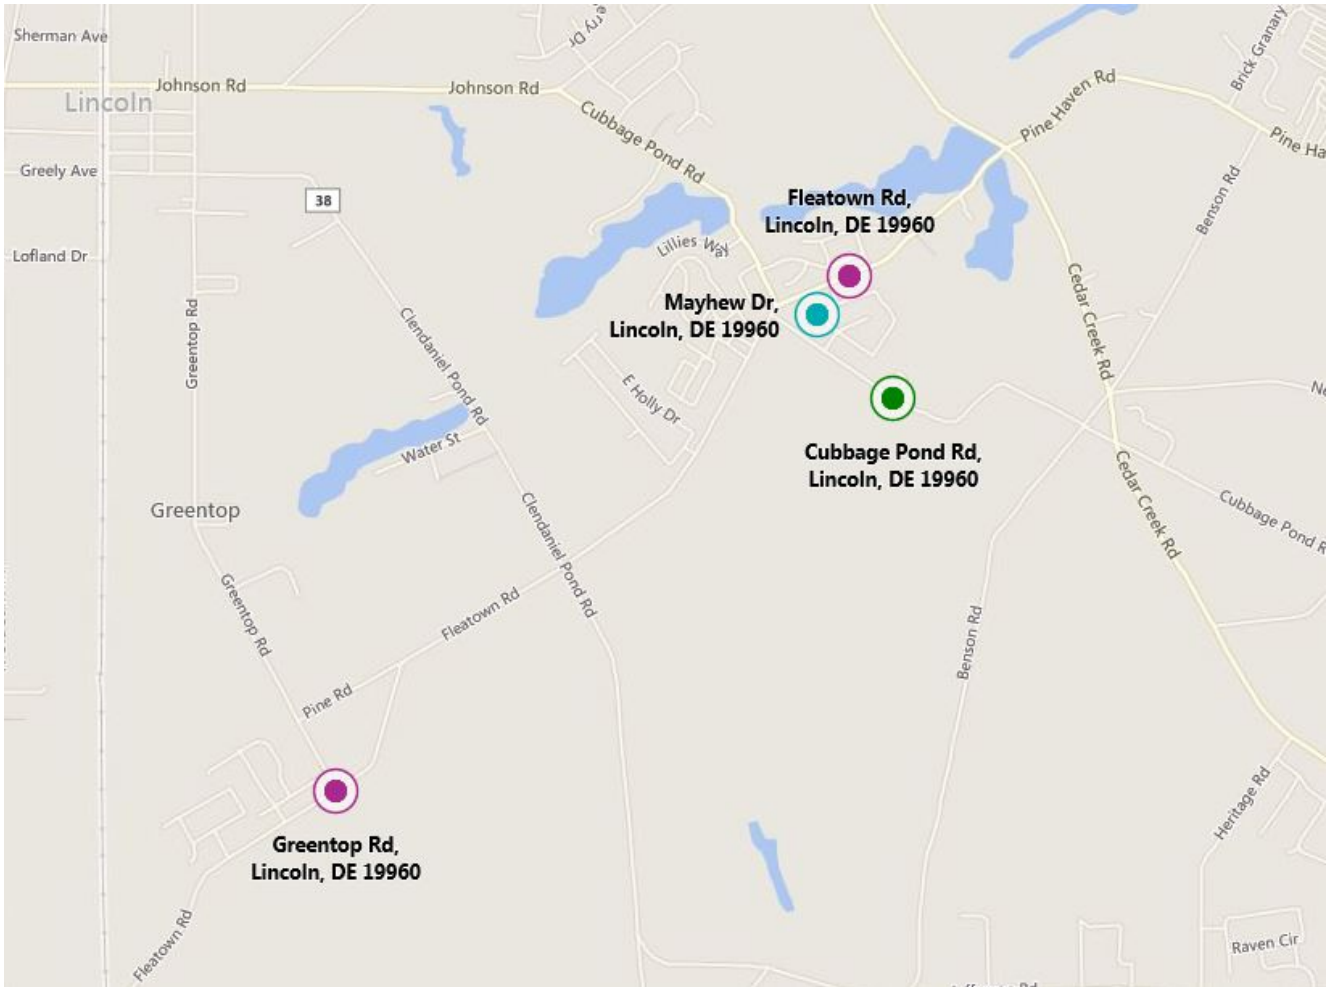 Sherman Ave
Johnson Rd
Johnson Rd
Lincoln
Cubbage Pond Rd
Pine Haven Rd
Brick Granary
Greely Ave
38
Benson Rd
Fleatown Rd,
Lincoln, DE 19960
Lillies Way
Lofland Dr
Mayhew Dr,
Lincoln, DE 19960
Cedar Creek Rd
Greentop Rd
Clendaniel Pond Rd
E Holly Dr
Water St
Cubbage Pond Rd,
Lincoln, DE 19960
Cedar Creek Rd
Cubbage Pond R
Greentop
Clendaniel Pond Rd
Greentop Rd
Fleatown Rd
Benson Rd
Pine Rd
Heritage Rd
Greentop Rd,
Lincoln, DE 19960
Fleatown Rd
Raven Cir